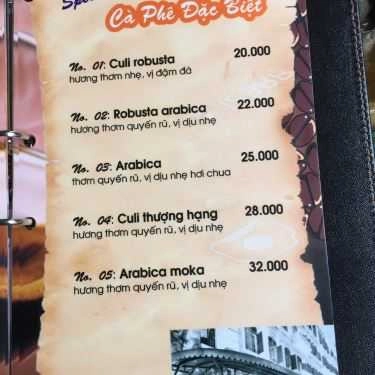 Cà Phê Đặc Biệt
No. 01: Culi robusta 20.000
hương thơm nhẹ, vị đậm đà
No. 02: Robusta arabica 22.000
hương thơm quyến rũ, vị dịu nhẹ
No. 03: Arabica 25.000
thơm quyến rũ, vị dịu nhẹ hơi chua
No. 04: Culi thượng hạng 28.000
hương thơm quyến rũ, vị dịu nhẹ
No. 05: Arabica moka 32.000
hương thơm quyến rũ, vị dịu nhẹ